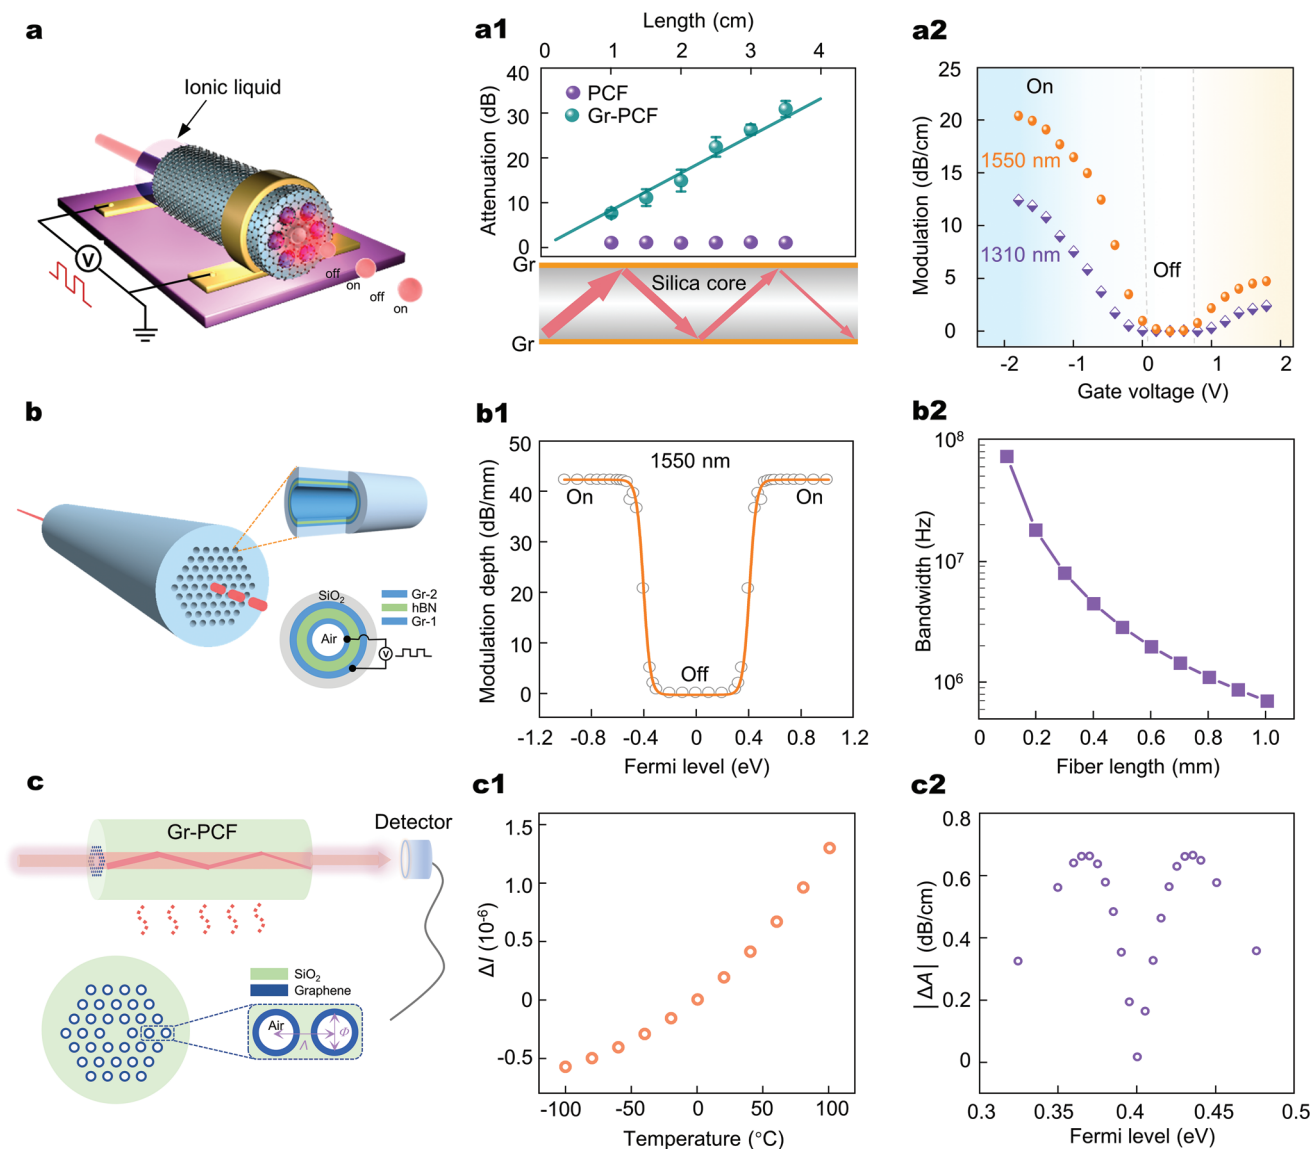 a
Ionic liquid
V
off
on
off
on
a1
Length (cm)
0 1 2 3 4
Attenuation (dB)
40
30
20
10
0
PCF
Gr-PCF
Gr
Silica core
Gr
a2
Modulation (dB/cm)
25
20
15
10
5
0
On
1550 nm
1310 nm
Off
-2 -1 0 1 2
Gate voltage (V)
b
SiO2
Air
Gr-2
hBN
Gr-1
V
b1
Modulation depth (dB/mm)
50
40
30
20
10
0
1550 nm
On
On
Off
-1.2 -0.8 -0.4 0 0.4 0.8 1.2
Fermi level (eV)
b2
Bandwidth (Hz)
10^8
10^7
10^6
0 0.2 0.4 0.6 0.8 1.0
Fiber length (mm)
c
Gr-PCF
Detector
SiO2
Graphene
Air
Λ
Φ
c1
ΔI (10^-6)
1.5
1.0
0.5
0
-0.5
-100 -50 0 50 100
Temperature (°C)
c2
|ΔA| (dB/cm)
0.8
0.6
0.4
0.2
0
0.3 0.35 0.4 0.45 0.5
Fermi level (eV)